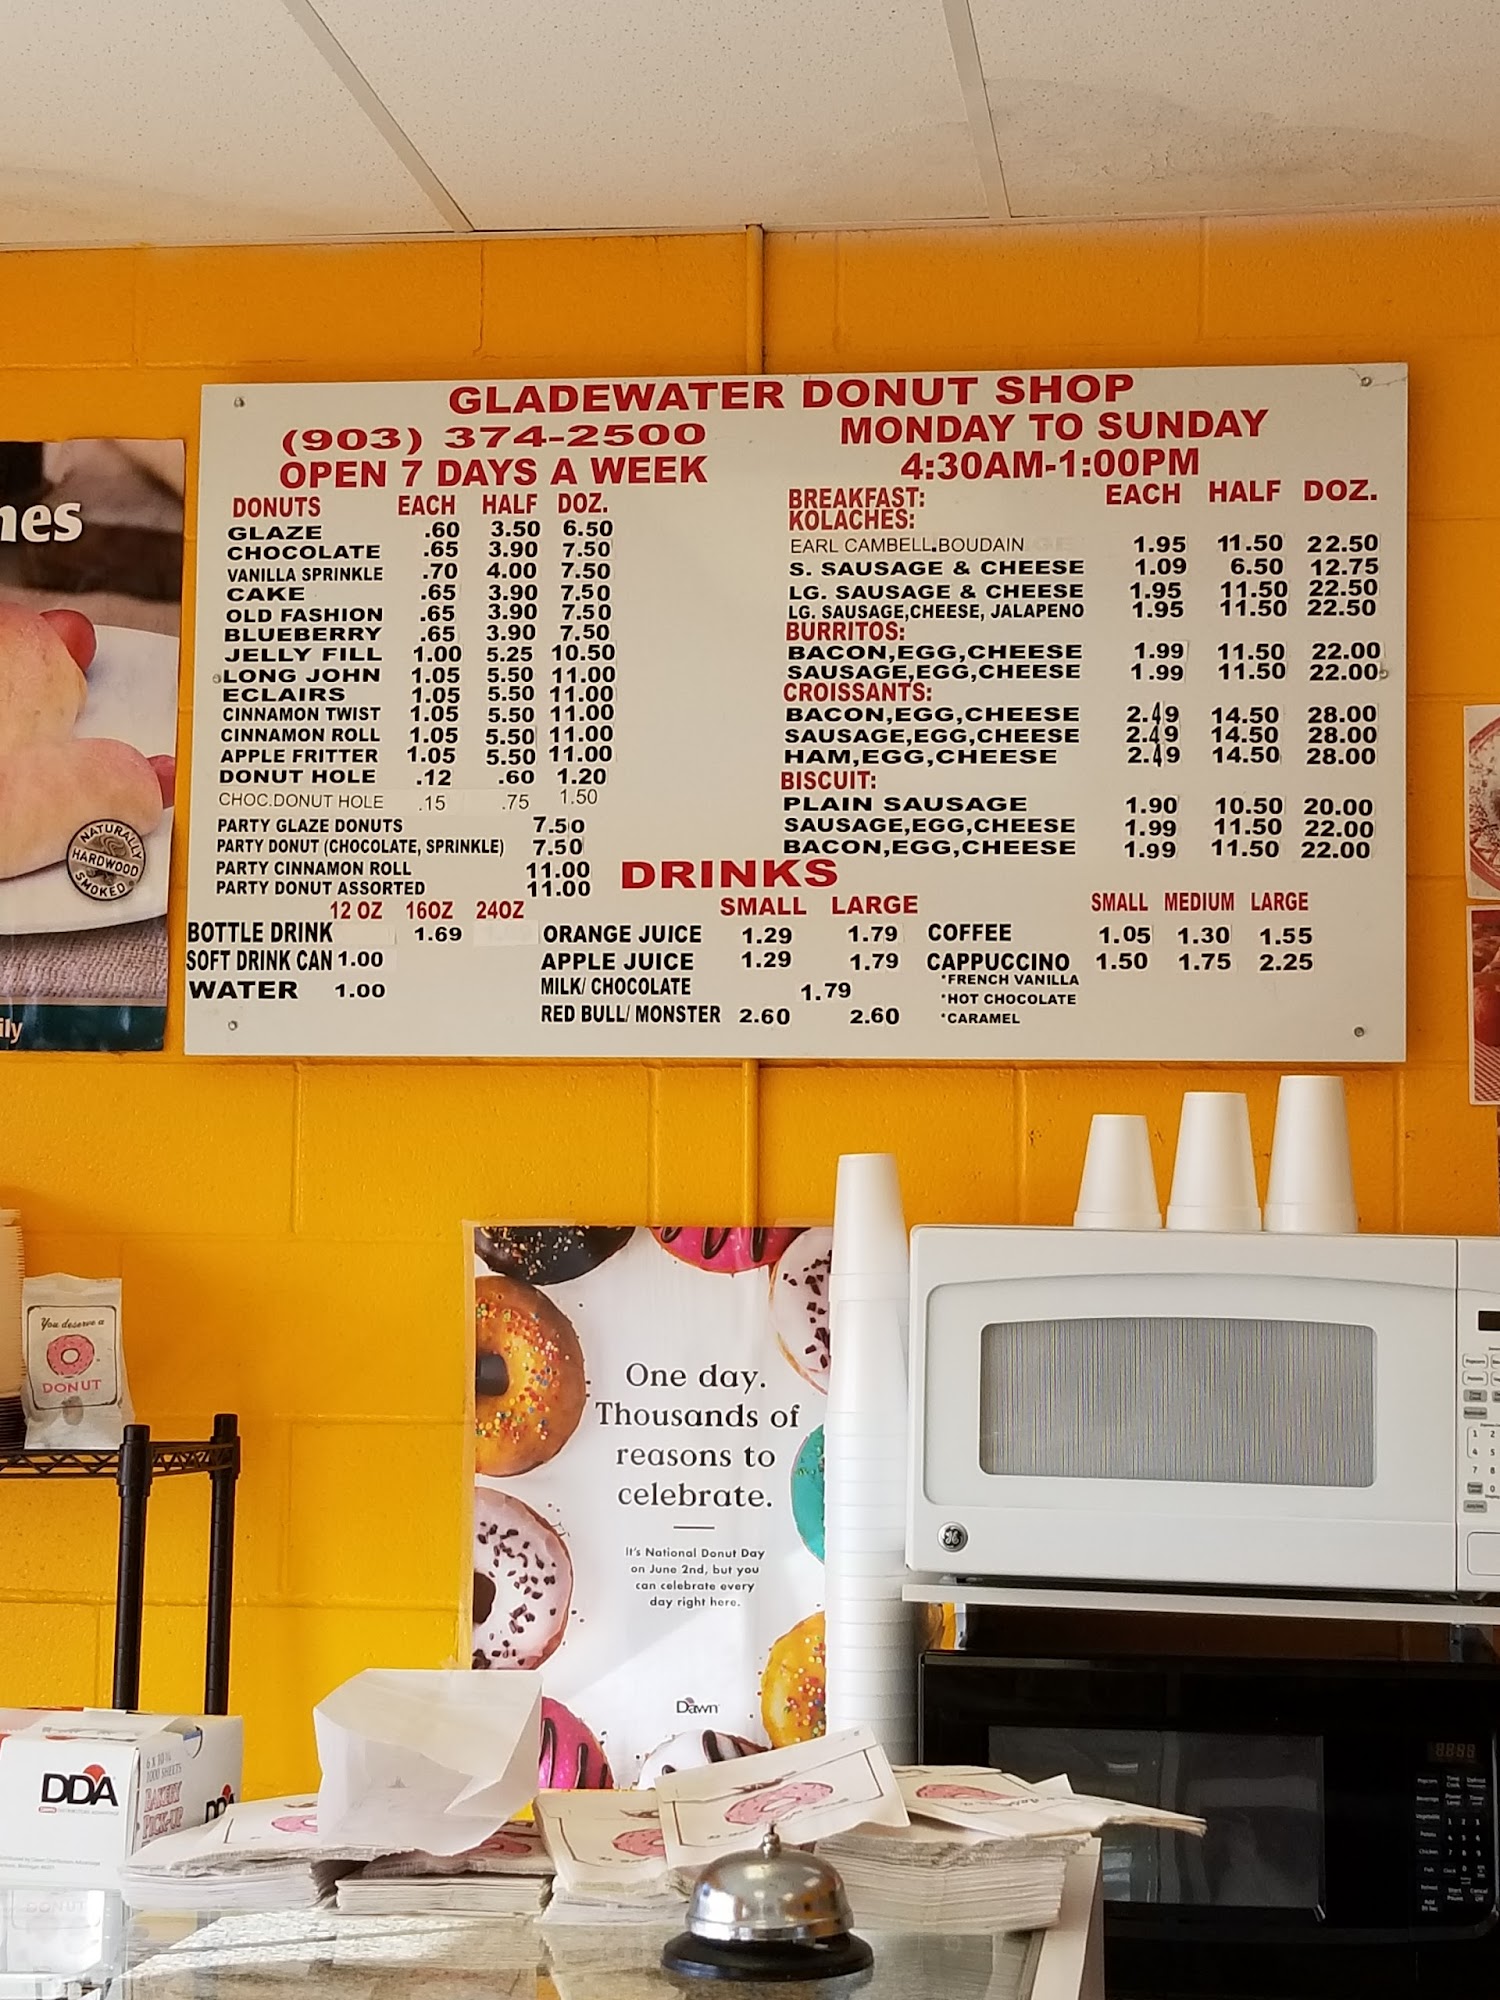 GLADEWATER DONUT SHOP
(903) 374-2500 MONDAY TO SUNDAY
OPEN 7 DAYS A WEEK 4:30AM-1:00PM
DONUTS EACH HALF DOZ.
GLAZE .60 3.50 6.50
CHOCOLATE .65 3.90 7.50
VANILLA SPRINKLE .70 4.00 7.50
CAKE .65 3.90 7.50
OLD FASHION .65 3.90 7.50
BLUEBERRY .65 3.90 7.50
JELLY FILL 1.00 5.25 10.50
LONG JOHN 1.05 5.50 11.00
ECLAIRS 1.05 5.50 11.00
CINNAMON TWIST 1.05 5.50 11.00
CINNAMON ROLL 1.05 5.50 11.00
APPLE FRITTER 1.05 5.50 11.00
DONUT HOLE .12 .60 1.20
CHOC.DONUT HOLE .15 .75 1.50
PARTY GLAZE DONUTS 7.50
PARTY DONUT (CHOCOLATE, SPRINKLE) 7.50
PARTY CINNAMON ROLL 11.00
PARTY DONUT ASSORTED 11.00
BREAKFAST: EACH HALF DOZ.
KOLACHES:
EARL CAMBELL.BOUDAIN 1.95 11.50 22.50
S. SAUSAGE & CHEESE 1.09 6.50 12.75
LG. SAUSAGE & CHEESE 1.95 11.50 22.50
LG. SAUSAGE,CHEESE, JALAPENO 1.95 11.50 22.50
BURRITOS:
BACON,EGG,CHEESE 1.99 11.50 22.00
SAUSAGE,EGG,CHEESE 1.99 11.50 22.00
CROISSANTS:
BACON,EGG,CHEESE 2.49 14.50 28.00
SAUSAGE,EGG,CHEESE 2.49 14.50 28.00
HAM,EGG,CHEESE 2.49 14.50 28.00
BISCUIT:
PLAIN SAUSAGE 1.90 10.50 20.00
SAUSAGE,EGG,CHEESE 1.99 11.50 22.00
BACON,EGG,CHEESE 1.99 11.50 22.00
DRINKS
12 OZ 16OZ 24OZ
BOTTLE DRINK 1.69
SOFT DRINK CAN 1.00
WATER 1.00
SMALL LARGE
ORANGE JUICE 1.29 1.79
APPLE JUICE 1.29 1.79
MILK/ CHOCOLATE 1.79
RED BULL/ MONSTER 2.60 2.60
SMALL MEDIUM LARGE
COFFEE 1.05 1.30 1.55
CAPPUCCINO 1.50 1.75 2.25
*FRENCH VANILLA
*HOT CHOCOLATE
*CARAMEL
nes
NATURALLY
HARDWOOD
SMOKED
ily
You deserve a
DONUT
One day.
Thousands of
reasons to
celebrate.
It's National Donut Day
on June 2nd, but you
can celebrate every
day right here.
Dawn
DDA
1000 SHEETS
BAKERY
PICK-UP